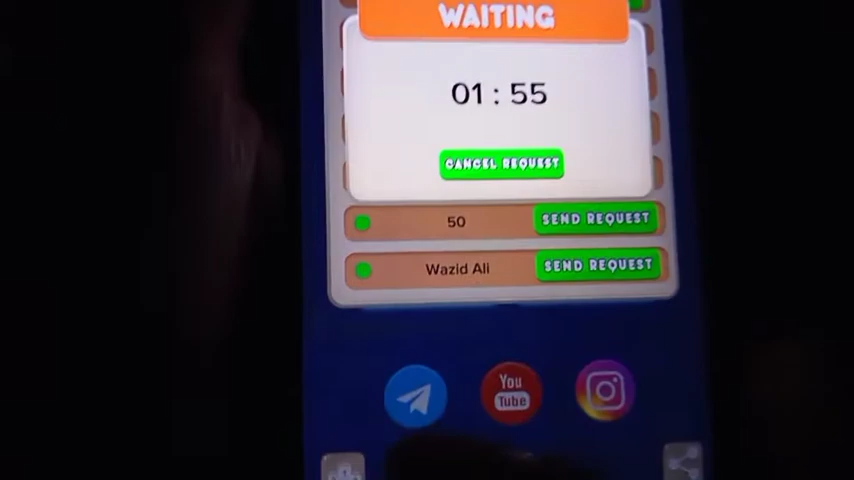 WAITING
01 : 55
CANCEL REQUEST
50 SEND REQUEST
Wazid Ali SEND REQUEST
You
Tube